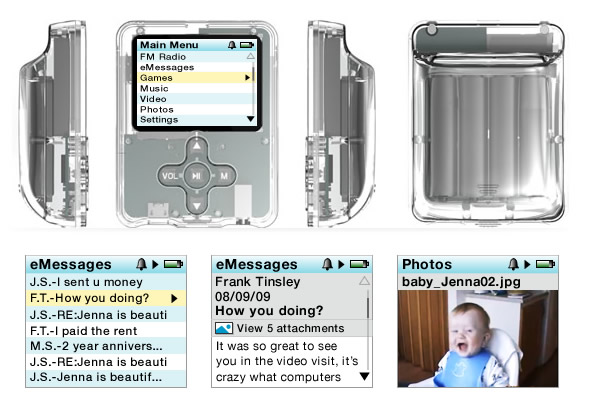 Main Menu
FM Radio
eMessages
Games
Music
Video
Photos
Settings
VOL
M
eMessages
J.S.-I sent u money
F.T.-How you doing?
J.S.-RE:Jenna is beauti
F.T.-I paid the rent
M.S.-2 year annivers...
J.S.-RE:Jenna is beauti
J.S.-Jenna is beautif...
eMessages
Frank Tinsley
08/09/09
How you doing?
View 5 attachments
It was so great to see
you in the video visit, it's
crazy what computers
Photos
baby_Jenna02.jpg